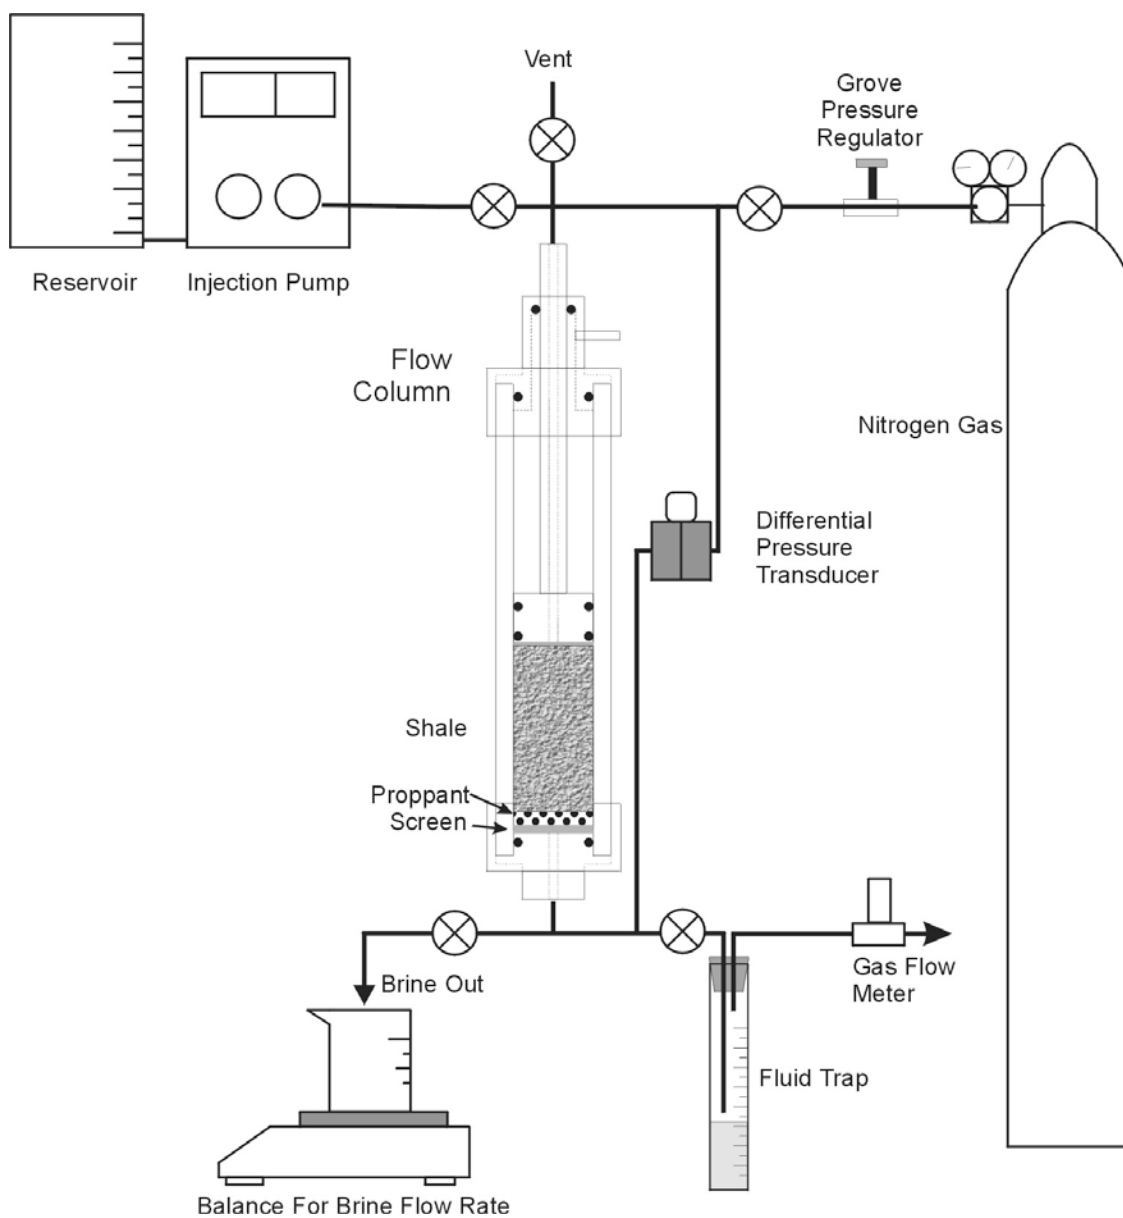 Vent
Grove
Pressure
Regulator
Reservoir
Injection Pump
Flow
Column
Nitrogen Gas
Differential
Pressure
Transducer
Shale
Proppant
Screen
Brine Out
Gas Flow
Meter
Fluid Trap
Balance For Brine Flow Rate